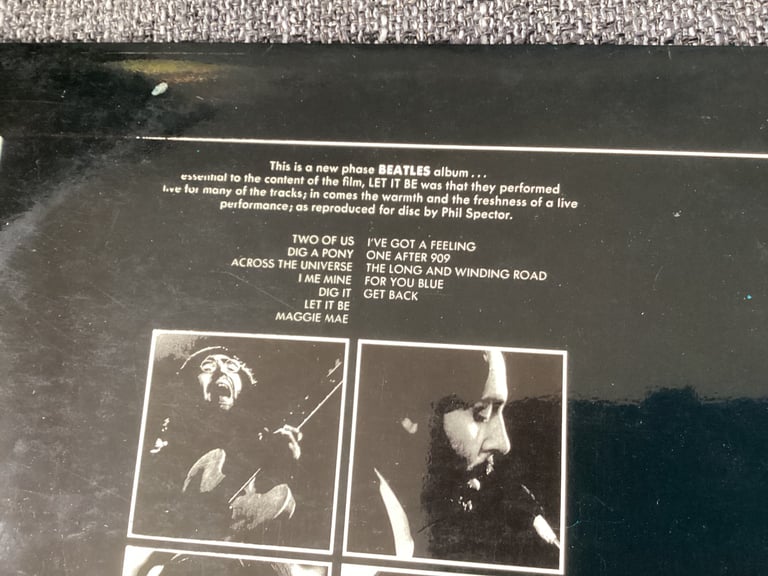 This is a new phase BEATLES album . . .
essential to the content of the film, LET IT BE was that they performed
live for many of the tracks; in comes the warmth and the freshness of a live
performance; as reproduced for disc by Phil Spector.
TWO OF US
DIG A PONY
ACROSS THE UNIVERSE
I ME MINE
DIG IT
LET IT BE
MAGGIE MAE
I'VE GOT A FEELING
ONE AFTER 909
THE LONG AND WINDING ROAD
FOR YOU BLUE
GET BACK